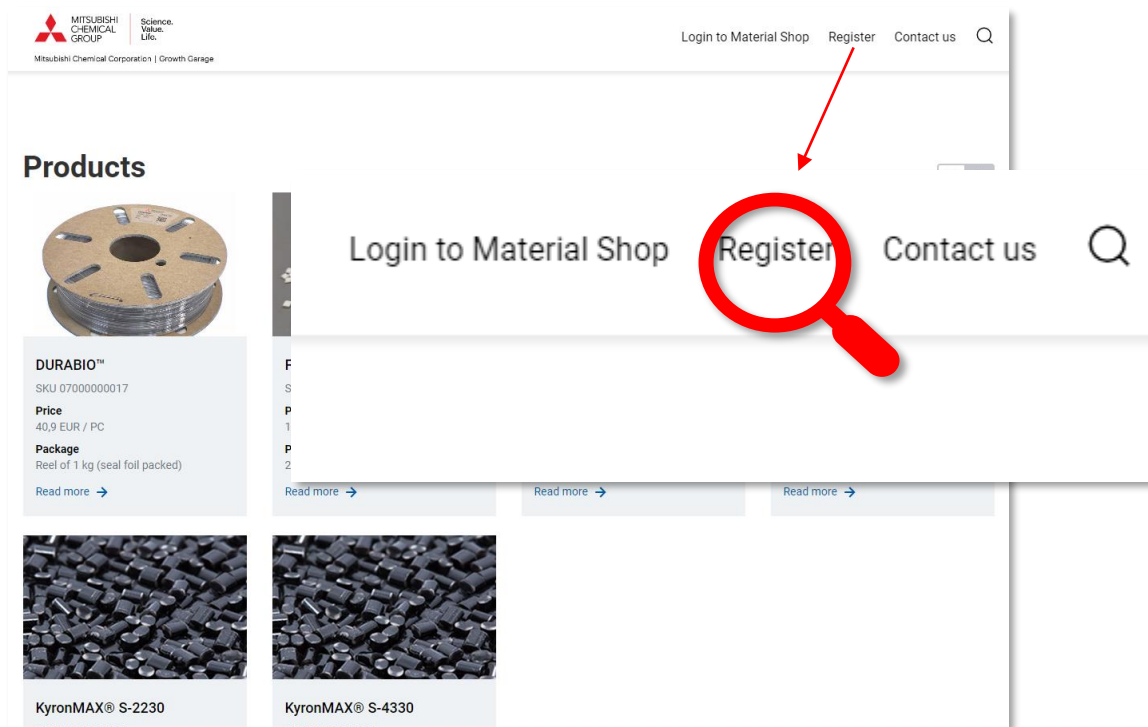 MITSUBISHI
CHEMICAL
GROUP
Science.
Value.
Life.
Mitsubishi Chemical Corporation | Growth Garage
Login to Material Shop Register Contact us
Products
Login to Material Shop Register Contact us
DURABIO™
SKU 07000000017
Price
40,9 EUR / PC
Package
Reel of 1 kg (seal foil packed)
Read more → Read more → Read more → Read more →
KyronMAX® S-2230 KyronMAX® S-4330